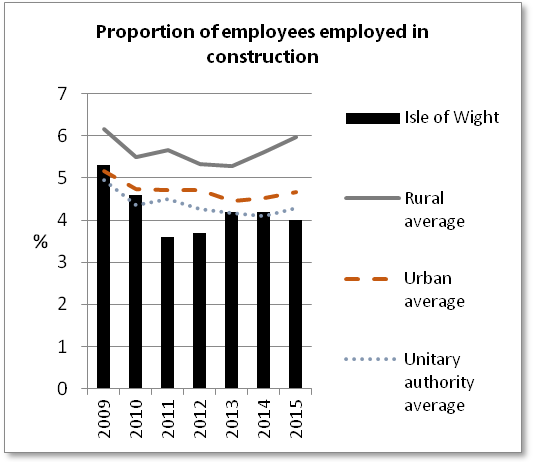 Proportion of employees employed in
construction
7
6
5
4
3
2
1
0
%
2009
2010
2011
2012
2013
2014
2015
Isle of Wight
Rural
average
Urban
average
Unitary
authority
average